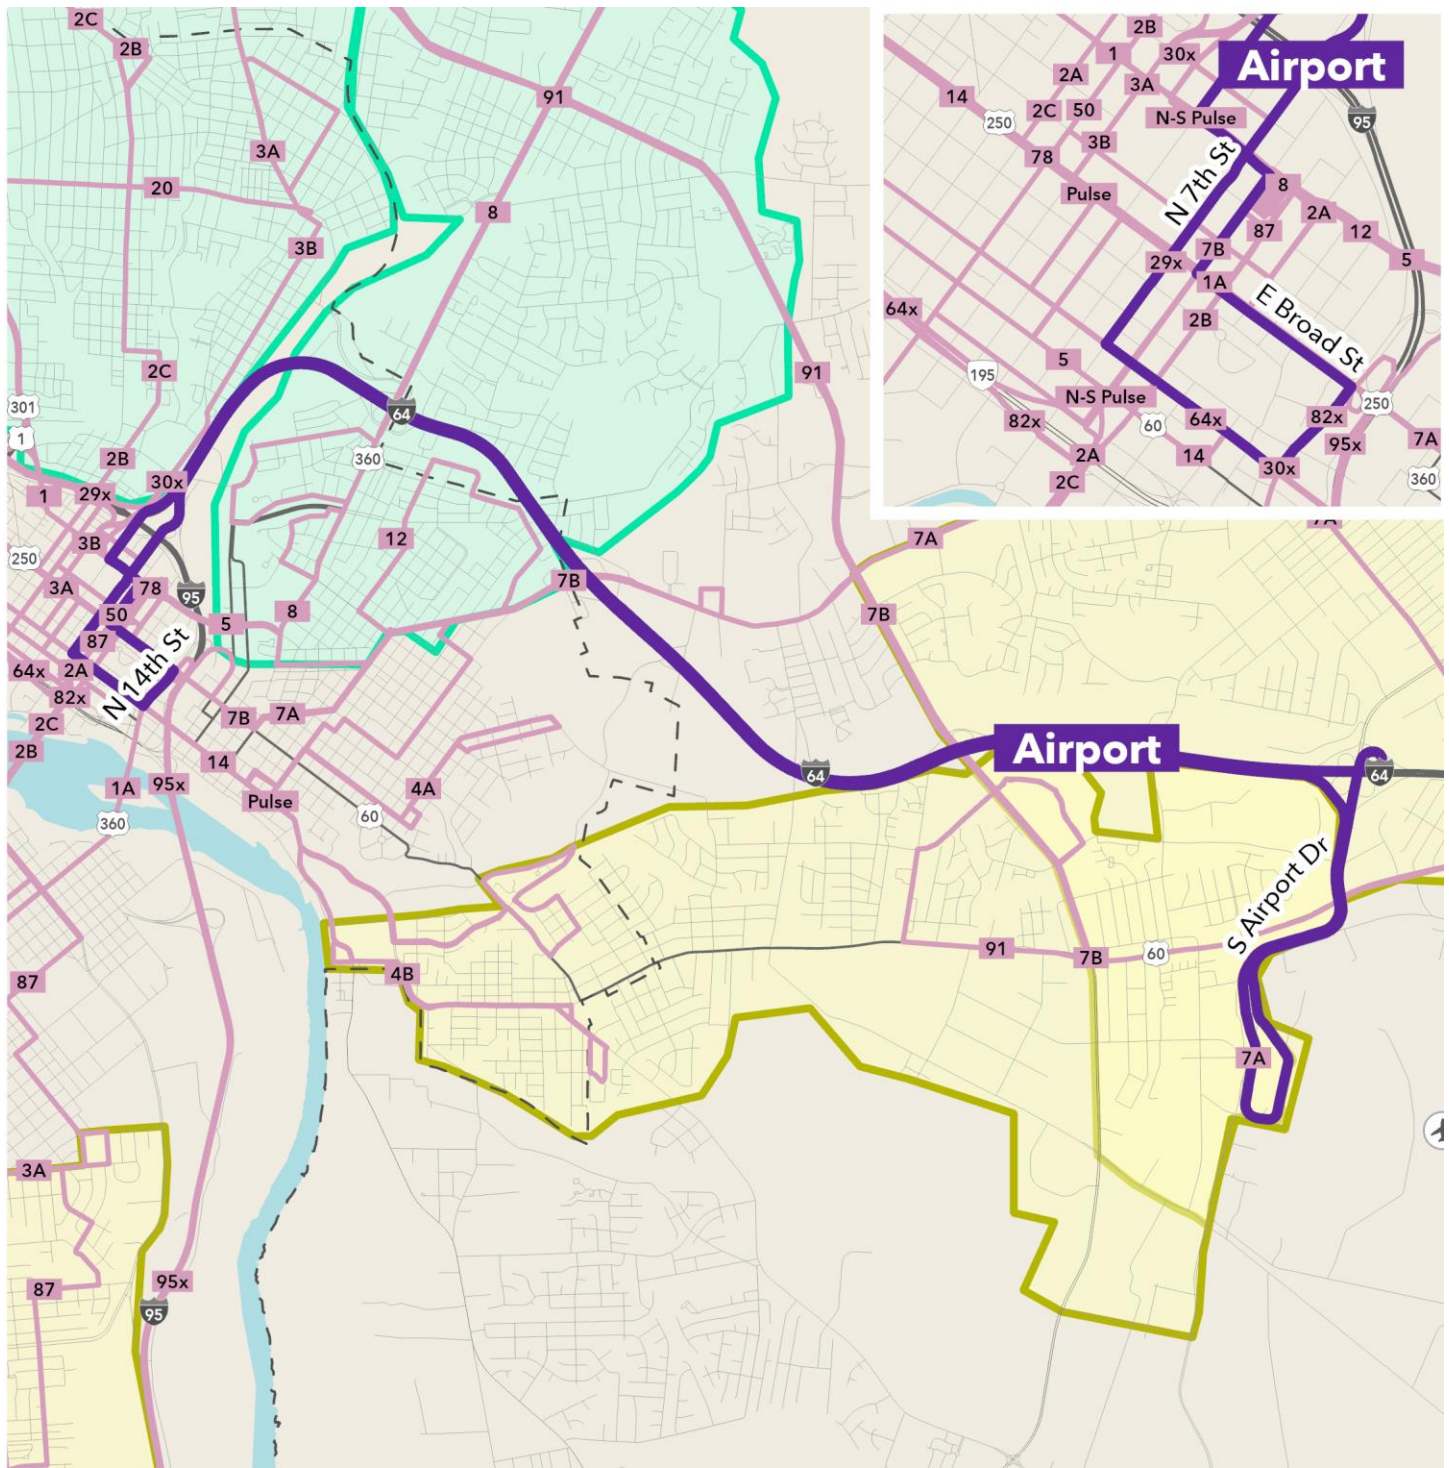 2C
2B
91
3A
20
8
3B
2C
91
301
1
64
360
2B
30x
29x
1
12
3B
7A
250
7B
3A
78
95
8
7B
50
5
87
N 14th St
64x
2A
82x
2C
7B
7A
2B
14
Airport
64
64
1A
95x
4A
Pulse
360
60
S Airport Dr
91
7B
60
87
4B
7A
3A
87
95x
95
7A
2B
1
30x
Airport
2A
3A
14
2C
50
N-S Pulse
95
250
3B
78
N 7th St
8
Pulse
2A
87
12
7B
29x
5
1A
E Broad St
64x
2B
5
195
N-S Pulse
250
82x
60
64x
82x
95x
7A
2A
14
30x
2C
360